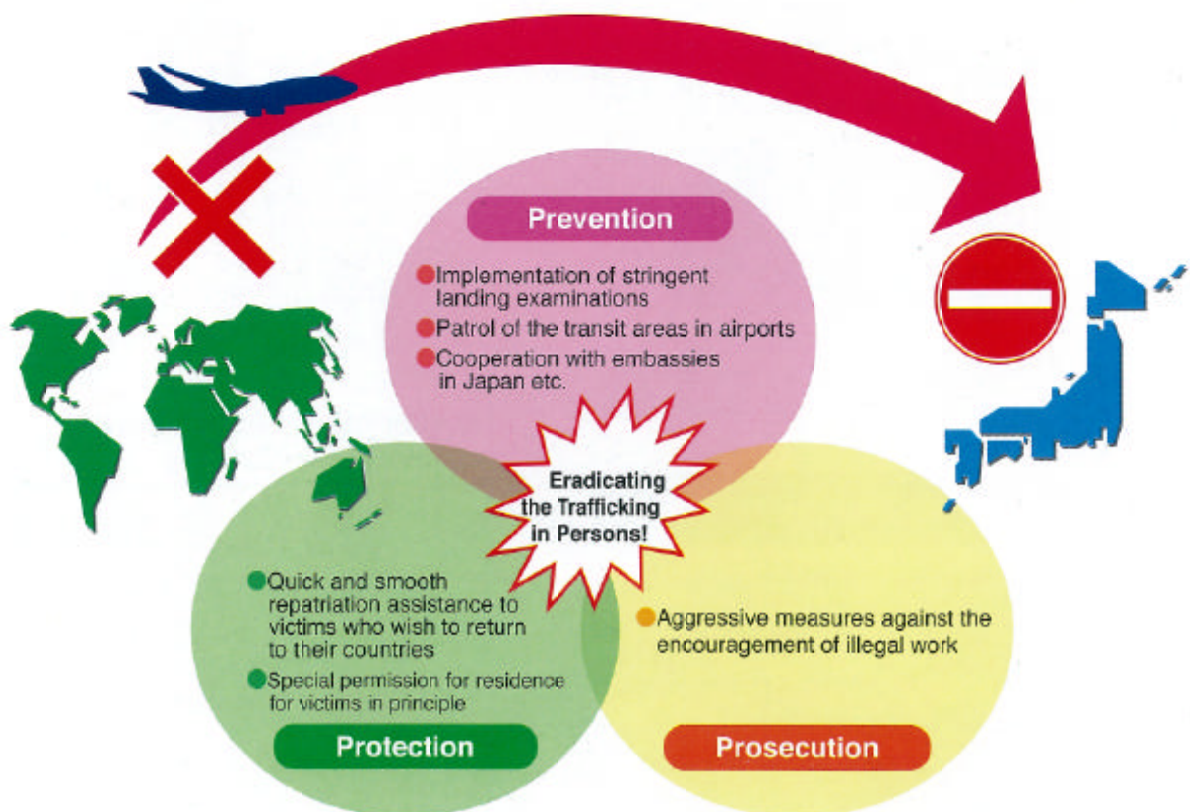 Prevention
●Implementation of stringent
landing examinations
●Patrol of the transit areas in airports
●Cooperation with embassies
in Japan etc.
Eradicating
the Trafficking
in Persons!
●Quick and smooth
repatriation assistance to
victims who wish to return
to their countries
●Special permission for residence
for victims in principle
Protection
●Aggressive measures against the
encouragement of illegal work
Prosecution